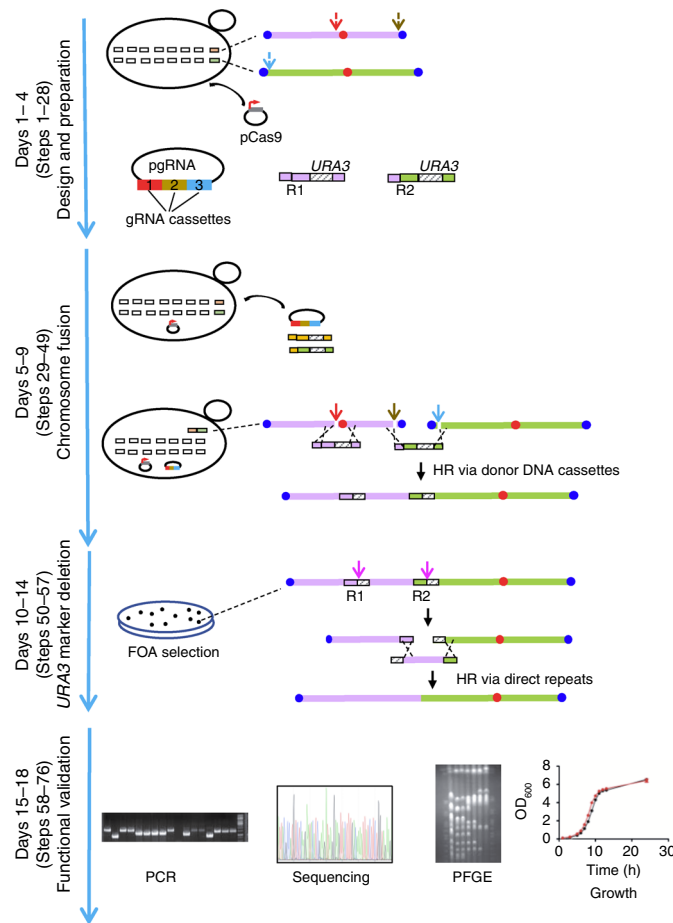 Days 1–4
(Steps 1–28)
Design and preparation
pCas9
pgRNA
1 2 3
gRNA cassettes
URA3
R1
URA3
R2
Days 5–9
(Steps 29–49)
Chromosome fusion
HR via donor DNA cassettes
Days 10–14
(Steps 50–57)
URA3 marker deletion
FOA selection
R1
R2
HR via direct repeats
Days 15–18
(Steps 58–76)
Functional validation
PCR
Sequencing
PFGE
OD600
8
6
4
2
0
0 10 20 30
Time (h)
Growth